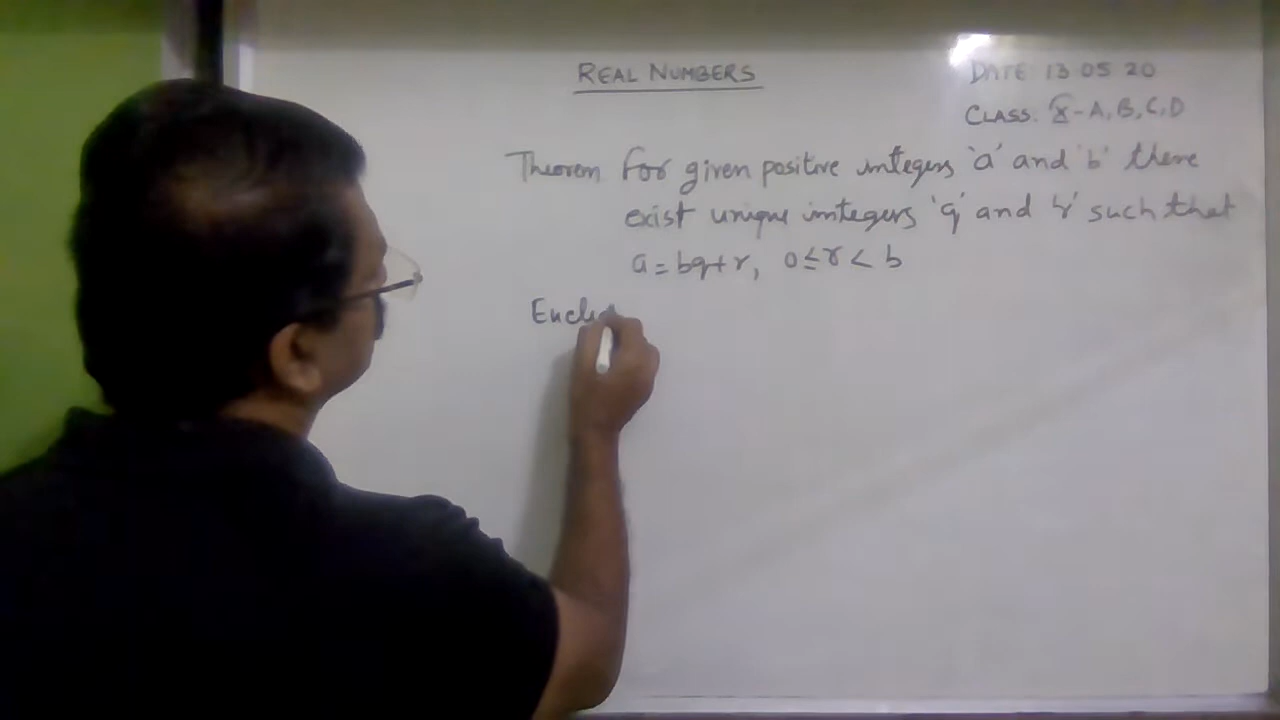 REAL NUMBERS
DATE 13 05 20
CLASS: X - A, B, C, D
Theorem For given positive integers 'a' and 'b' there
exist unique integers 'q' and 'r' such that
a = bq + r, 0 ≤ r < b
Eucli